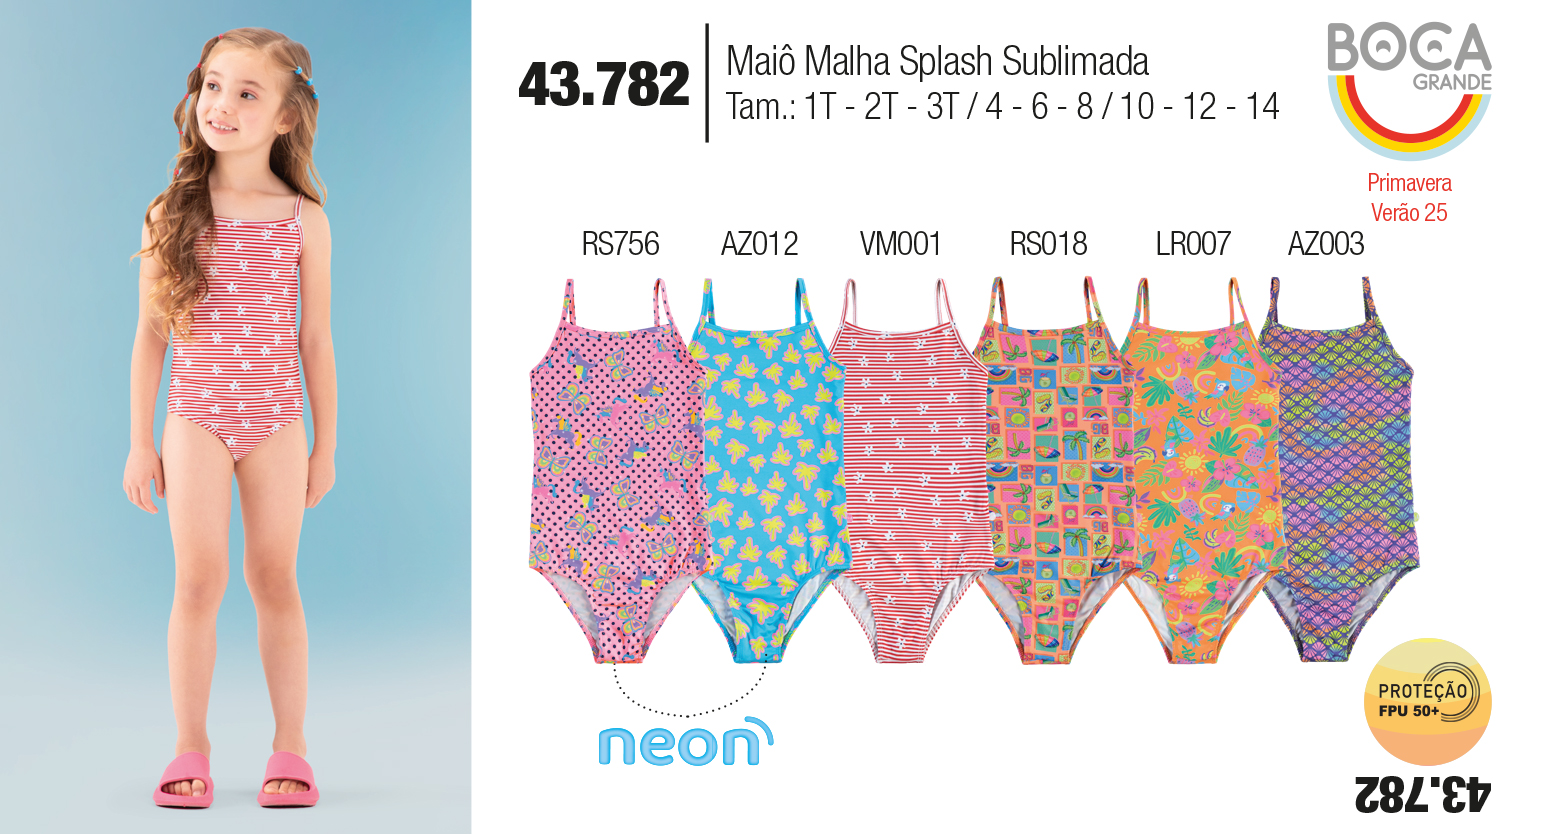 43.782
Maiô Malha Splash Sublimada
Tam.: 1T - 2T - 3T / 4 - 6 - 8 / 10 - 12 - 14
BOCA
GRANDE
Primavera
Verão 25
RS756 AZ012 VM001 RS018 LR007 AZ003
neon
PROTEÇÃO
FPU 50+
43.782